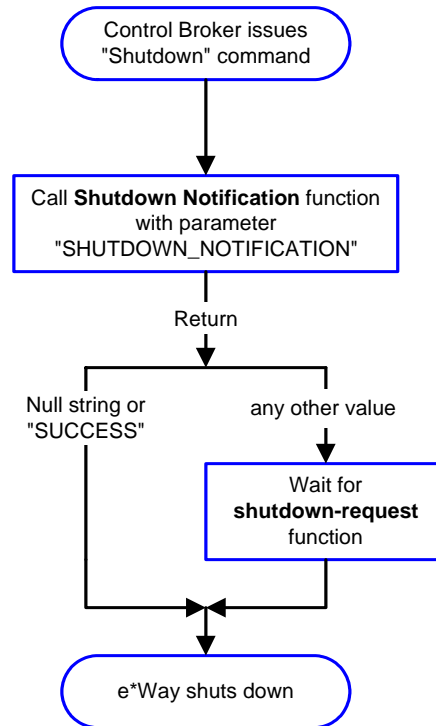 Control Broker issues
"Shutdown" command
Call Shutdown Notification function
with parameter
"SHUTDOWN_NOTIFICATION"
Return
Null string or
"SUCCESS"
any other value
Wait for
shutdown-request
function
e*Way shuts down